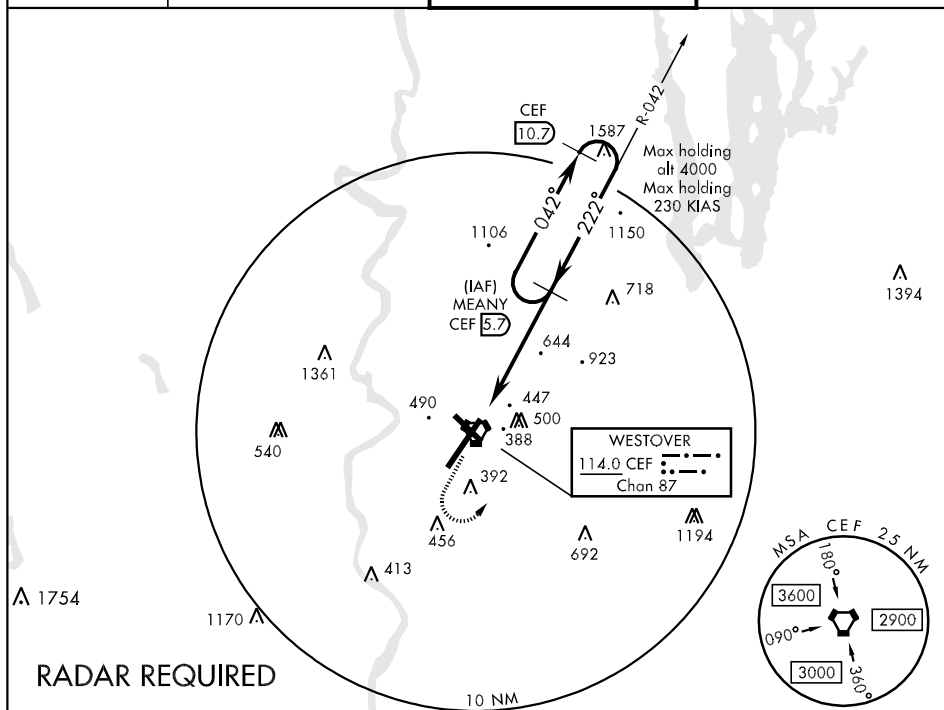 CEF
10.7
1587
R-042
Max holding
alt 4000
Max holding
230 KIAS
042°
222°
1106
1150
(IAF)
MEANY
CEF 5.7
718
1394
644
923
1361
447
490
500
388
540
WESTOVER
114.0 CEF
Chan 87
392
456
692
1194
413
1754
1170
MSA CEF 25 NM
180°
3600
2900
090°
3000
360°
RADAR REQUIRED
10 NM